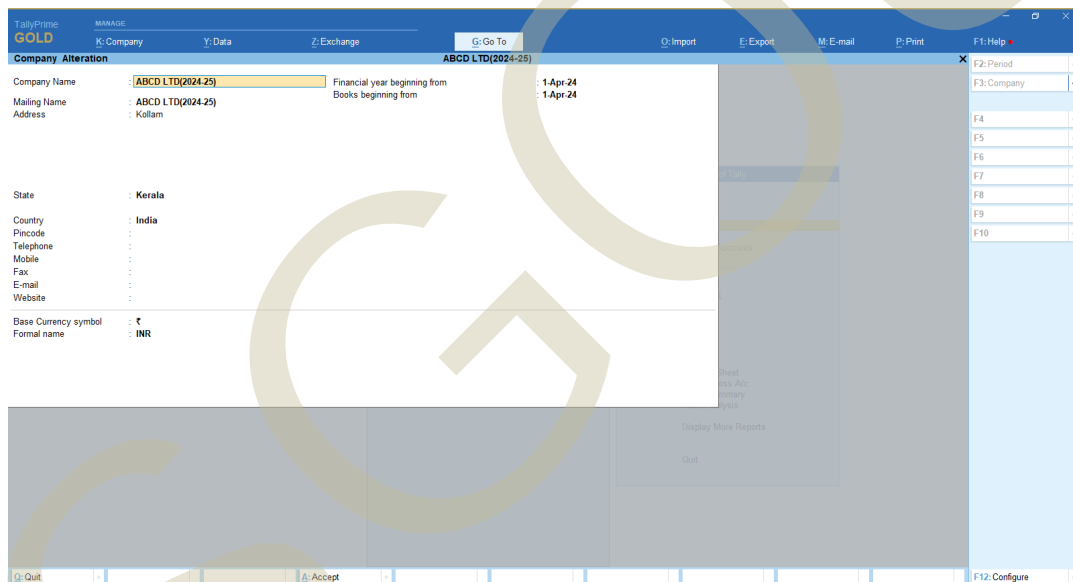 TallyPrime
GOLD
MANAGE
K: Company
Y: Data
Z: Exchange
G: Go To
O: Import
E: Export
M: E-mail
P: Print
F1: Help
Company Alteration
ABCD LTD(2024-25)
Company Name : ABCD LTD(2024-25)
Financial year beginning from : 1-Apr-24
Books beginning from : 1-Apr-24
Mailing Name : ABCD LTD(2024-25)
Address : Kollam
State : Kerala
Country : India
Pincode :
Telephone :
Mobile :
Fax :
E-mail :
Website :
Base Currency symbol : ₹
Formal name : INR
Display More Reports
Quit
F2: Period
F3: Company
F4
F5
F6
F7
F8
F9
F10
Q: Quit
A: Accept
F12: Configure